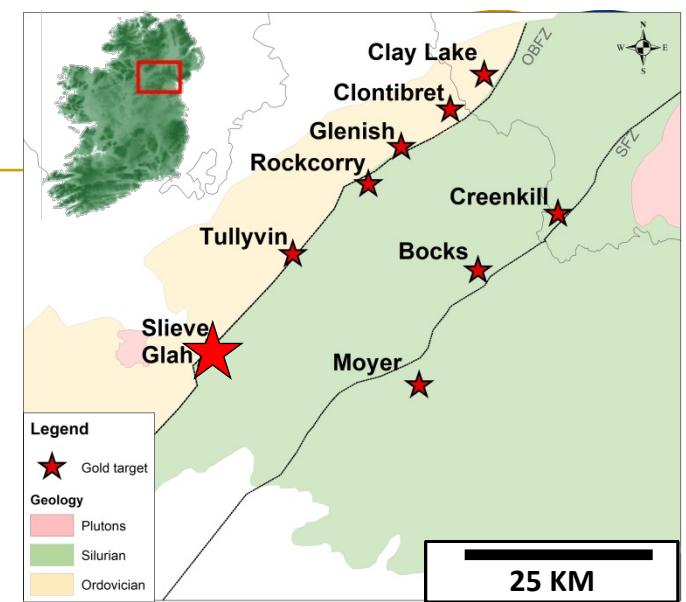 N
W E
S
OBFZ
Clay Lake
Clontibret
Glenish
Rockcorry
SFZ
Creenkill
Tullyvin
Bocks
Slieve
Glah
Moyer
Legend
Gold target
Geology
Plutons
Silurian
Ordovician
25 KM